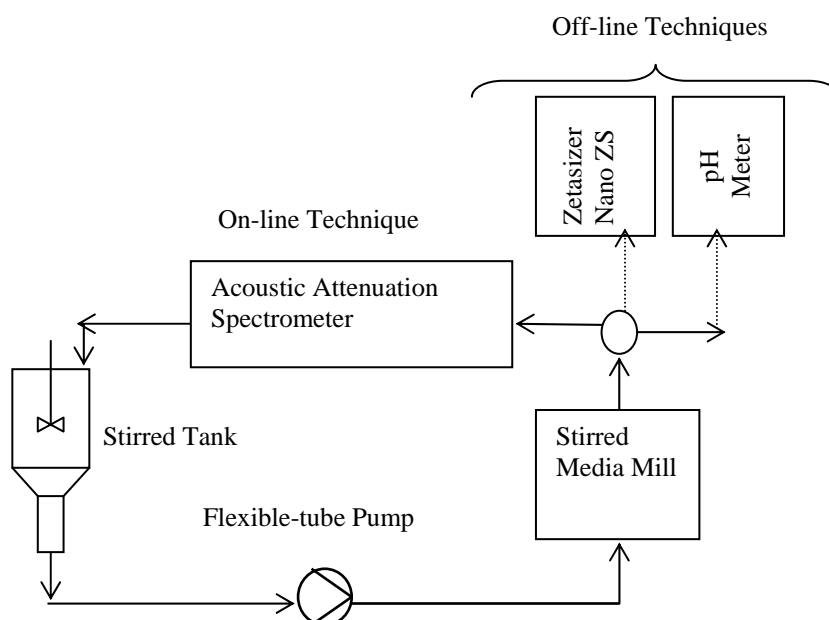 Off-line Techniques
Zetasizer
Nano ZS
pH
Meter
On-line Technique
Acoustic Attenuation
Spectrometer
Stirred Tank
Stirred
Media Mill
Flexible-tube Pump